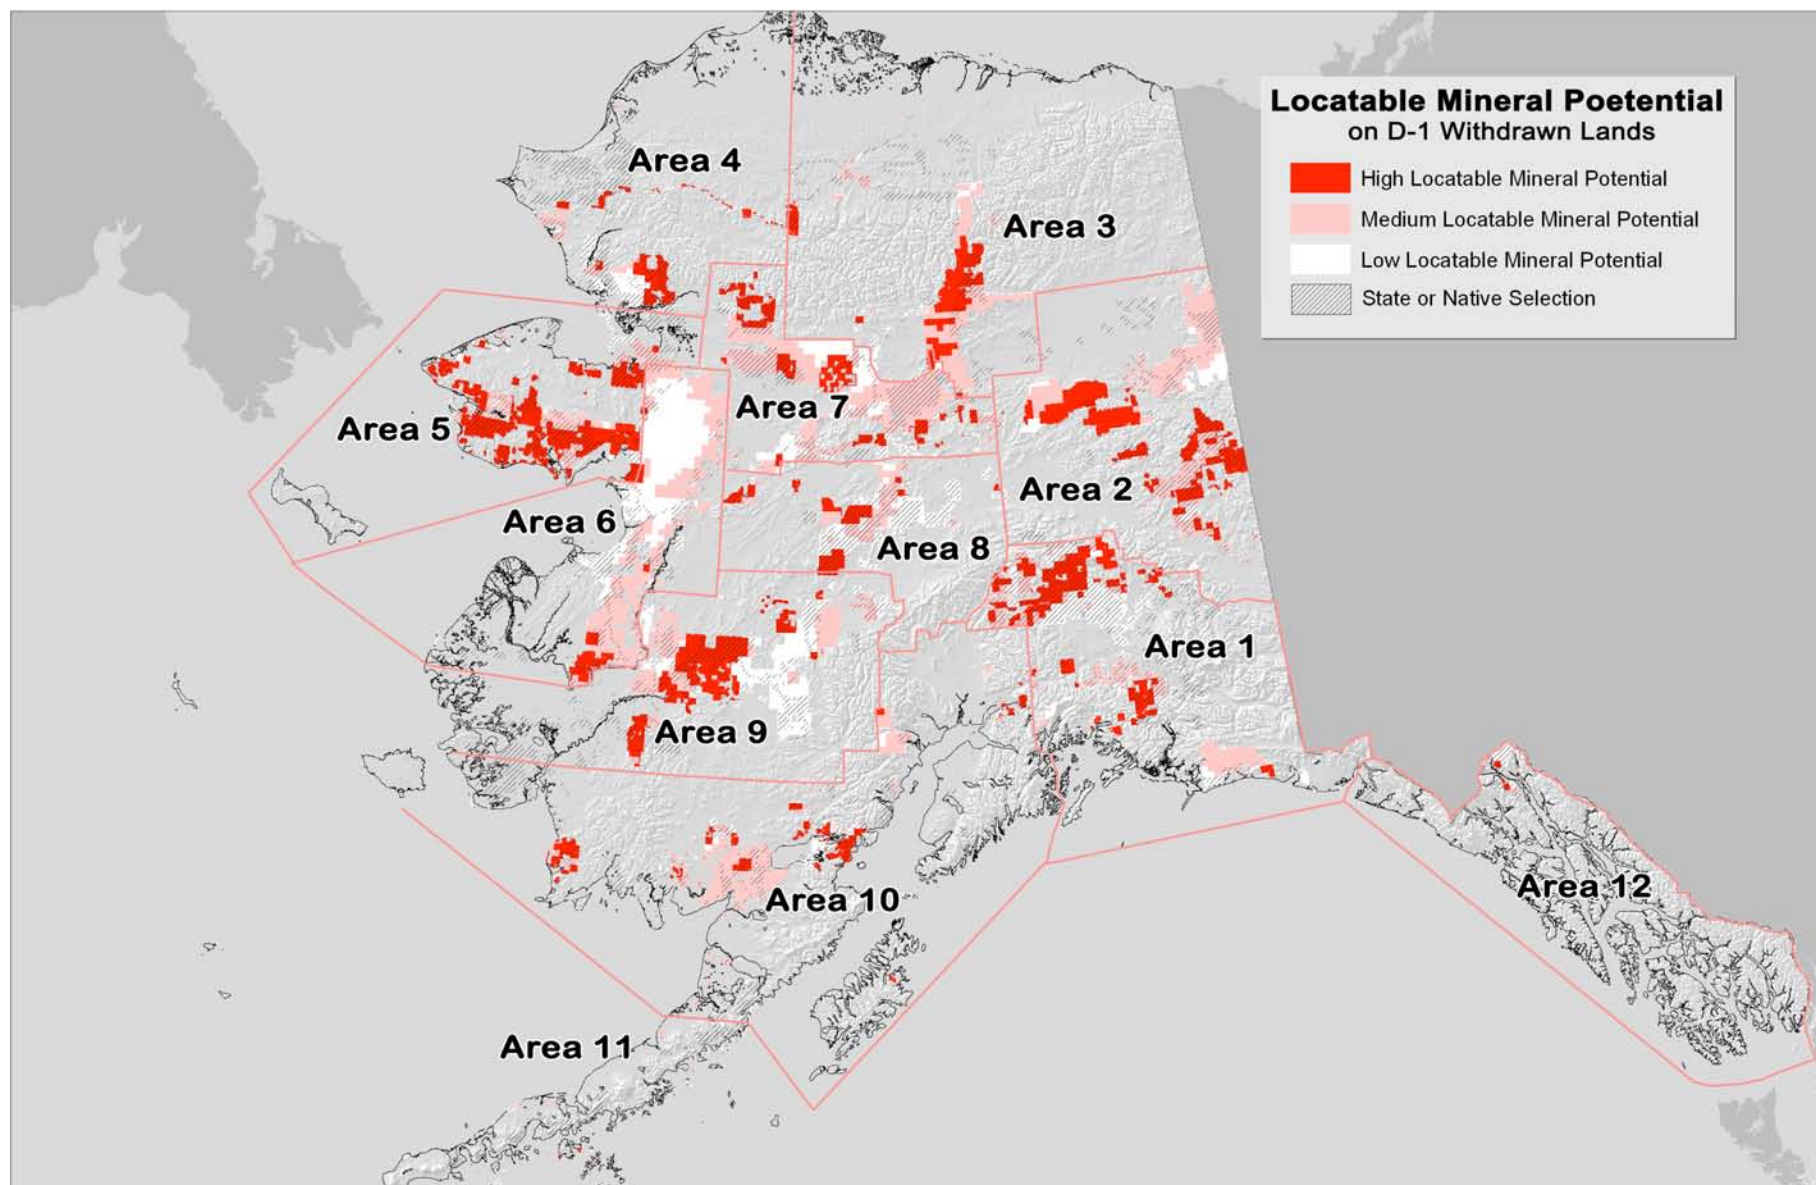 Locatable Mineral Poetential
on D-1 Withdrawn Lands
High Locatable Mineral Potential
Medium Locatable Mineral Potential
Low Locatable Mineral Potential
State or Native Selection
Area 4
Area 3
Area 7
Area 5
Area 2
Area 6
Area 8
Area 1
Area 9
Area 12
Area 10
Area 11